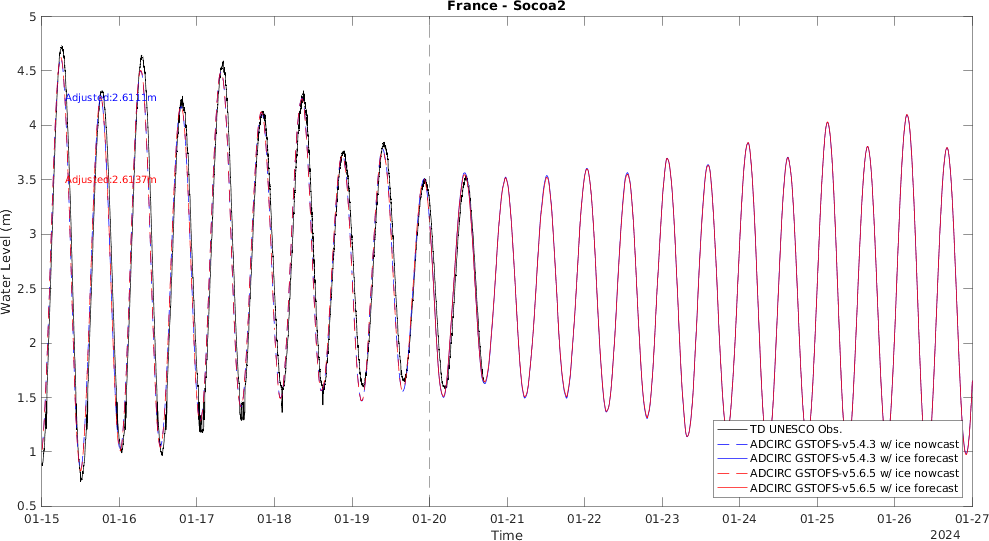 France - Socoa2
Water Level (m)
5
4.5
4
3.5
3
2.5
2
1.5
1
0.5
Adjusted:2.6111m
Adjusted:2.6137m
TD UNESCO Obs.
ADCIRC GSTOFS-v5.4.3 w/ ice nowcast
ADCIRC GSTOFS-v5.4.3 w/ ice forecast
ADCIRC GSTOFS-v5.6.5 w/ ice nowcast
ADCIRC GSTOFS-v5.6.5 w/ ice forecast
01-15 01-16 01-17 01-18 01-19 01-20 01-21 01-22 01-23 01-24 01-25 01-26 01-27
Time
2024